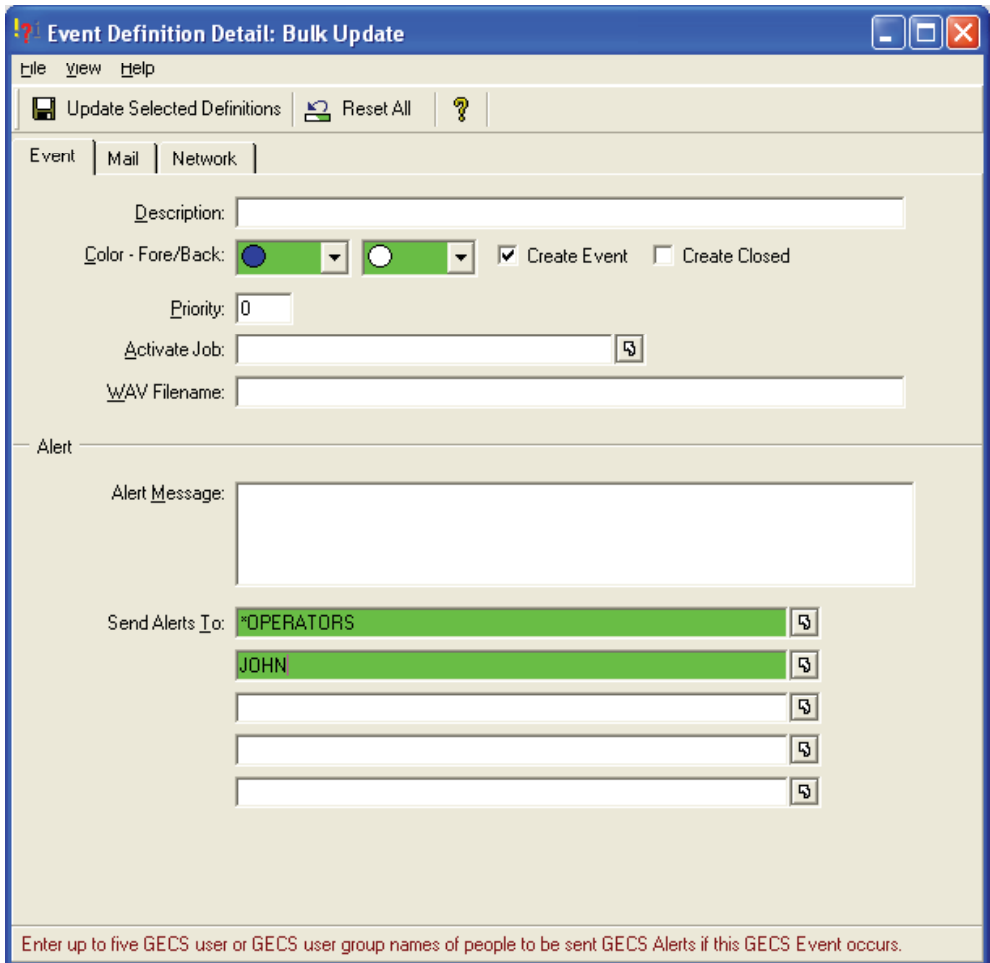 Event Definition Detail: Bulk Update
File View Help
Update Selected Definitions Reset All
Event Mail Network
Description:
Color - Fore/Back: Create Event Create Closed
Priority: 0
Activate Job:
WAV Filename:
Alert
Alert Message:
Send Alerts To: *OPERATORS
JOHN
Enter up to five GECS user or GECS user group names of people to be sent GECS Alerts if this GECS Event occurs.